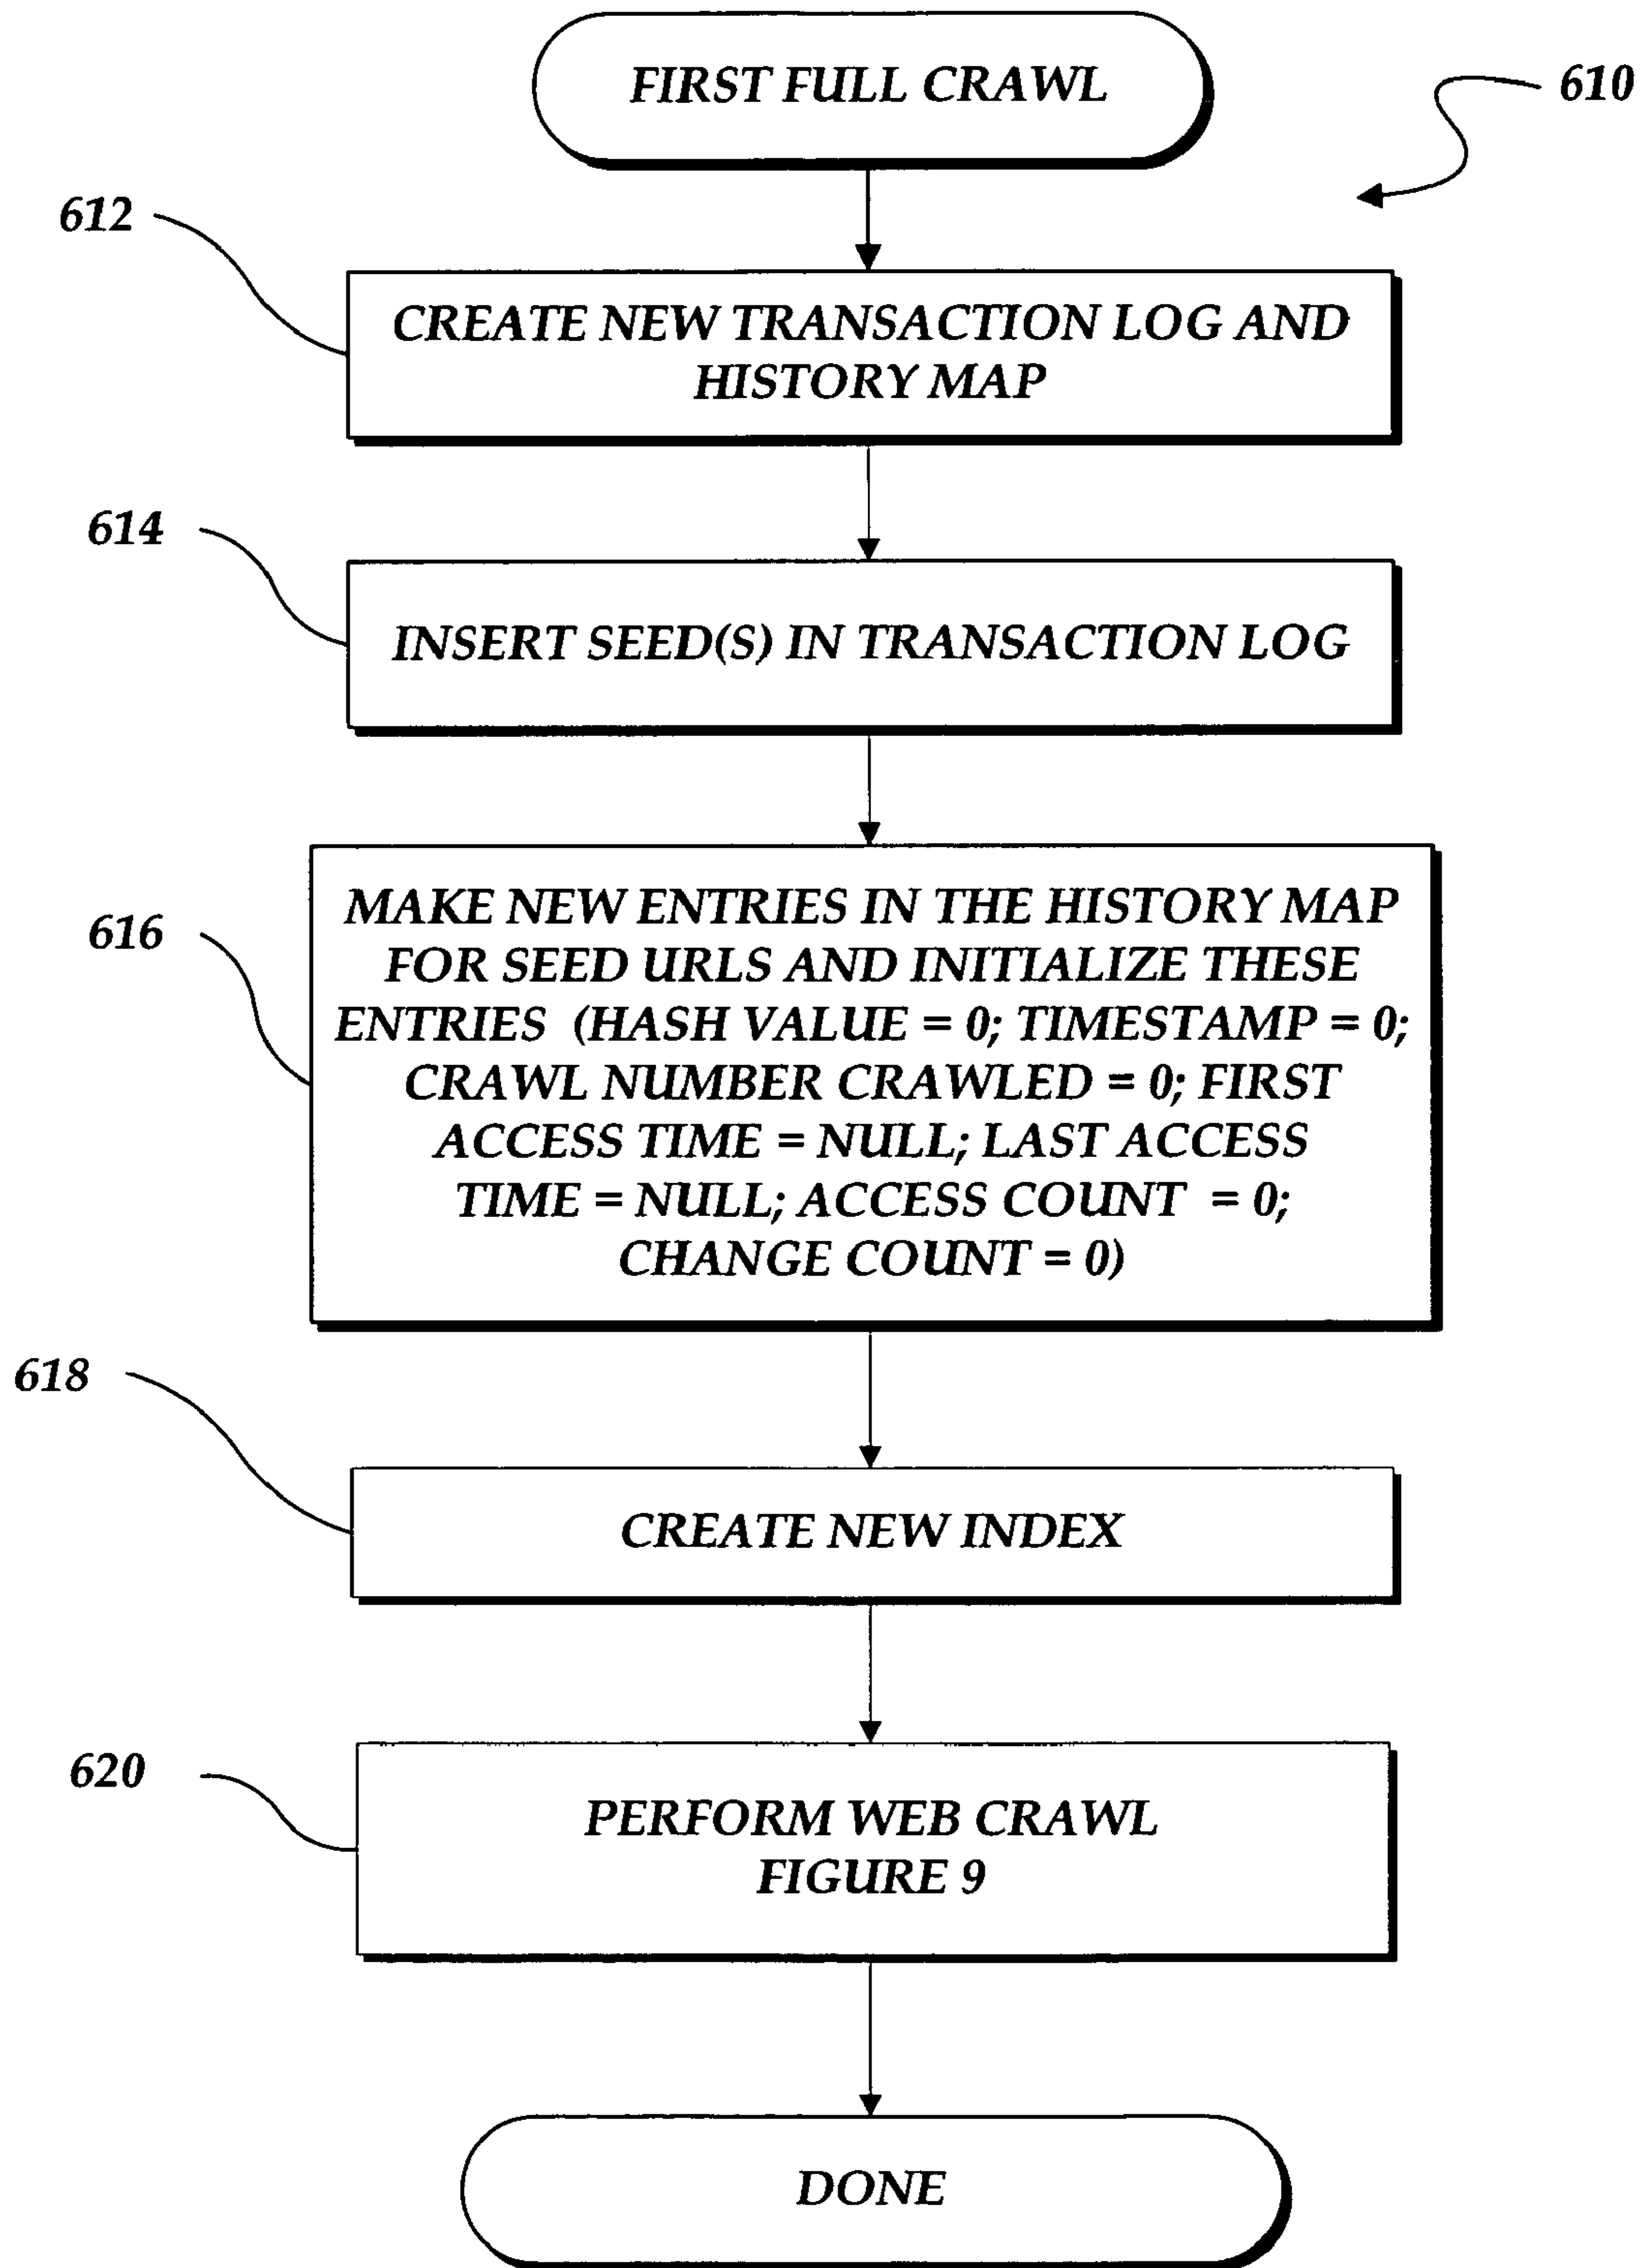 FIRST FULL CRAWL
610
612
CREATE NEW TRANSACTION LOG AND
HISTORY MAP
614
INSERT SEED(S) IN TRANSACTION LOG
616
MAKE NEW ENTRIES IN THE HISTORY MAP
FOR SEED URLS AND INITIALIZE THESE
ENTRIES (HASH VALUE = 0; TIMESTAMP = 0;
CRAWL NUMBER CRAWLED = 0; FIRST
ACCESS TIME = NULL; LAST ACCESS
TIME = NULL; ACCESS COUNT = 0;
CHANGE COUNT = 0)
618
CREATE NEW INDEX
620
PERFORM WEB CRAWL
FIGURE 9
DONE